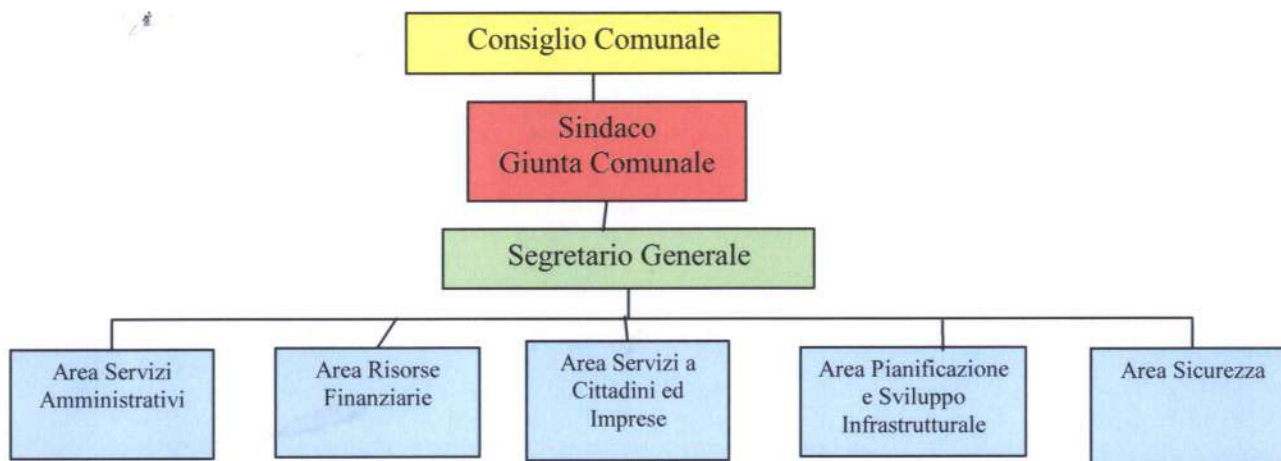 Consiglio Comunale
Sindaco
Giunta Comunale
Segretario Generale
Area Servizi
Amministrativi
Area Risorse
Finanziarie
Area Servizi a
Cittadini ed
Imprese
Area Pianificazione
e Sviluppo
Infrastrutturale
Area Sicurezza